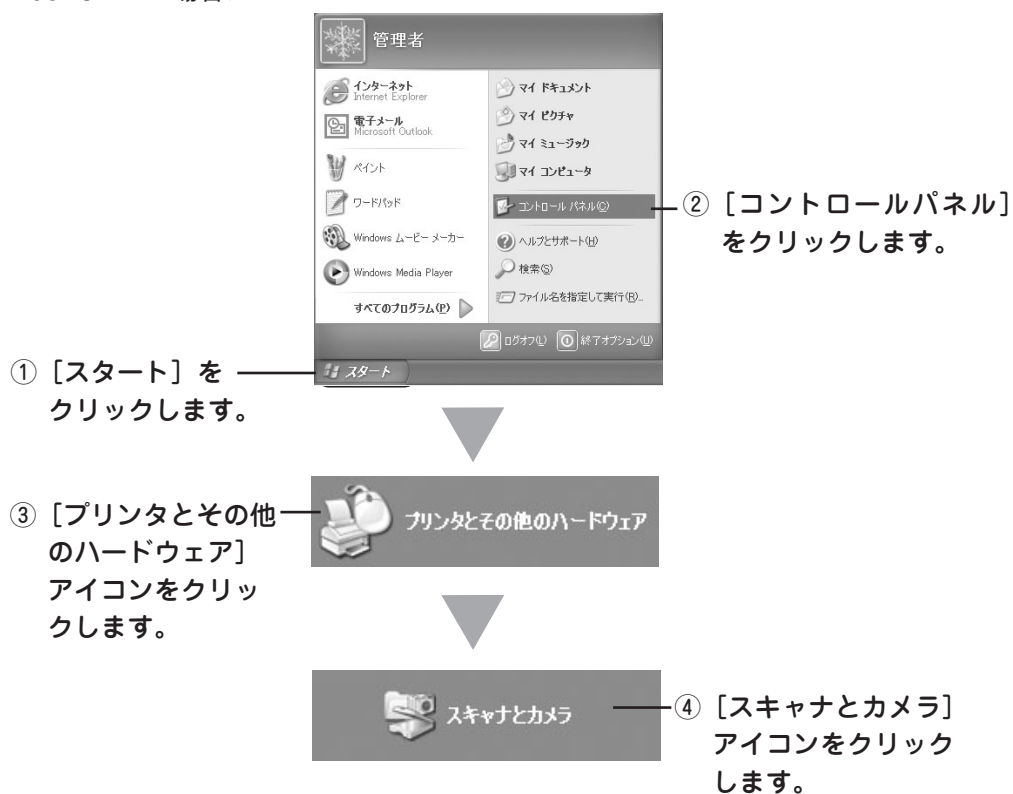 管理者
インターネット
Internet Explorer
電子メール
Microsoft Outlook
ペイント
ワードパッド
Windows ムービー メーカー
Windows Media Player
すべてのプログラム(P)
マイ ドキュメント
マイ ピクチャ
マイ ミュージック
マイ コンピュータ
コントロール パネル(C)
ヘルプとサポート(H)
検索(S)
ファイル名を指定して実行(R)...
ログオフ(L) 終了オプション(U)
スタート
① ［スタート］を
クリックします。
② ［コントロールパネル］
をクリックします。
③ ［プリンタとその他
のハードウェア］
アイコンをクリッ
クします。
プリンタとその他のハードウェア
スキャナとカメラ
④ ［スキャナとカメラ］
アイコンをクリック
します。